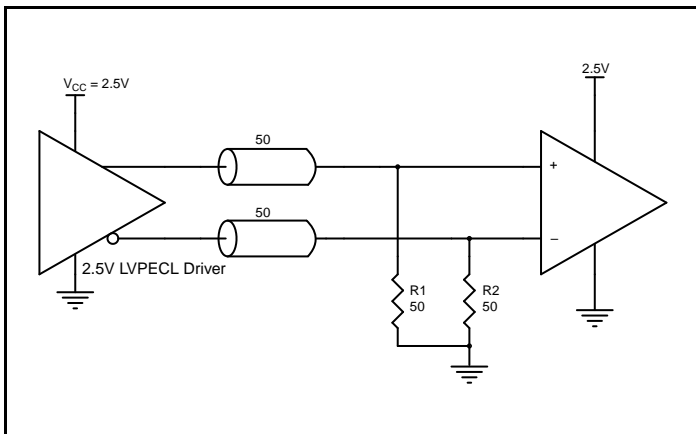 V_CC = 2.5V
2.5V
50
50
+
–
2.5V LVPECL Driver
R1
50
R2
50